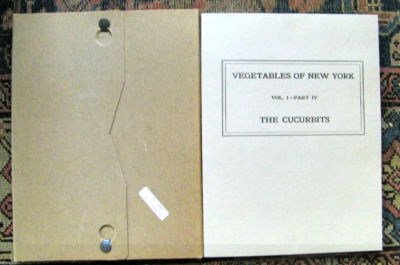 VEGETABLES OF NEW YORK
VOL. I—PART IV
THE CUCURBITS